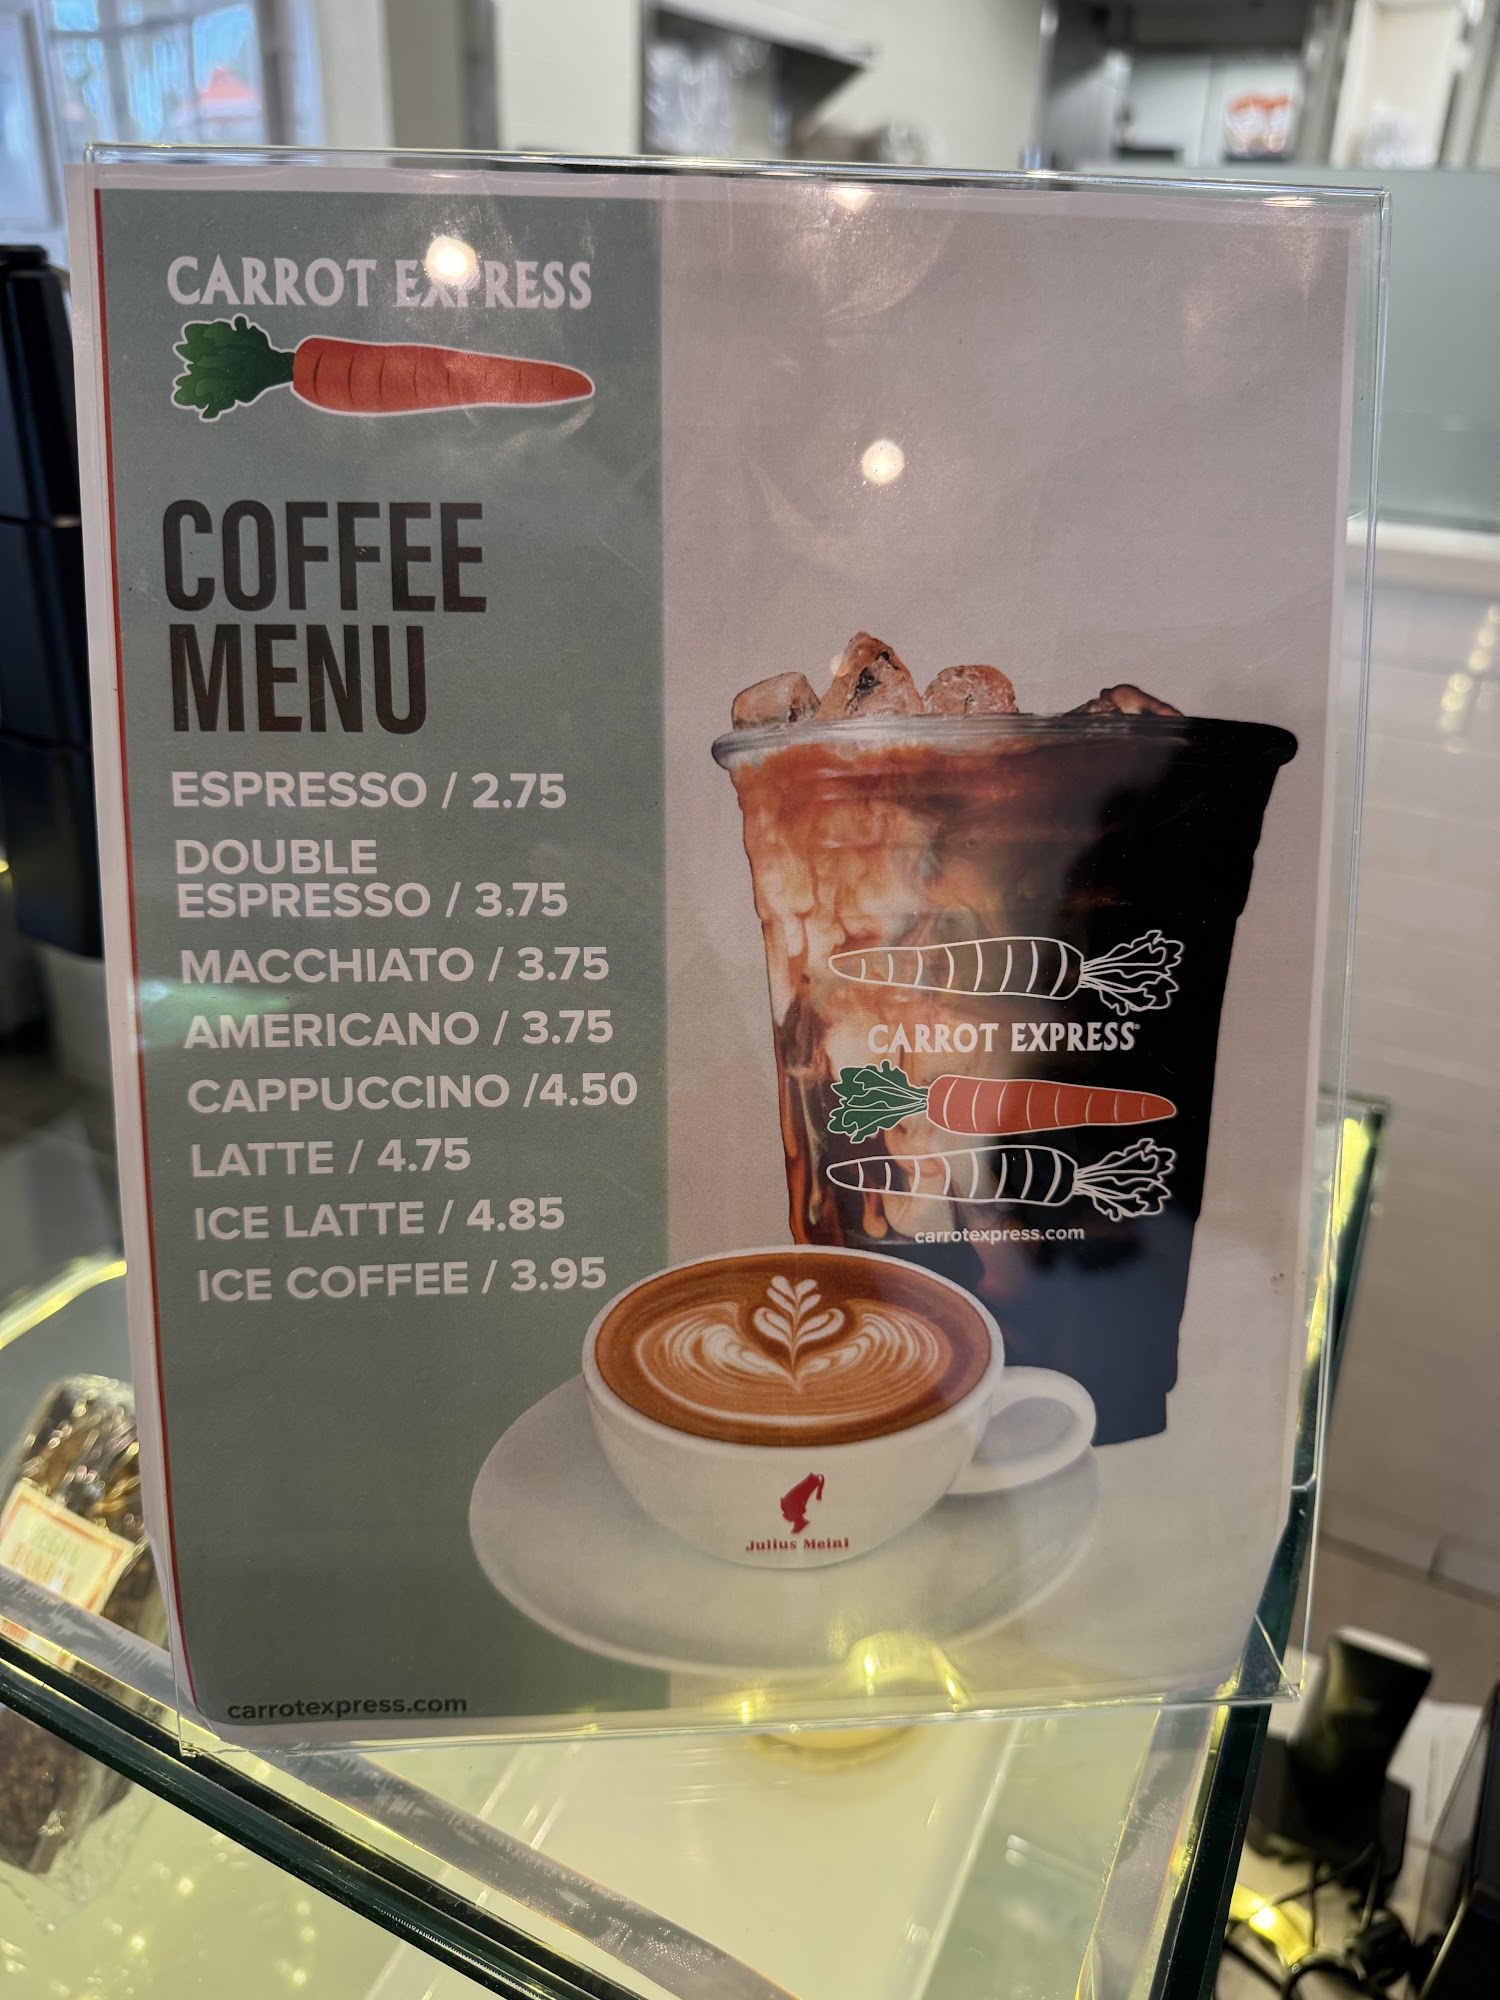 CARROT EXPRESS
COFFEE
MENU
ESPRESSO / 2.75
DOUBLE
ESPRESSO / 3.75
MACCHIATO / 3.75
AMERICANO / 3.75
CAPPUCCINO /4.50
LATTE / 4.75
ICE LATTE / 4.85
ICE COFFEE / 3.95
carrotexpress.com
CARROT EXPRESS
carrotexpress.com
Julius Meinl
VEGAN